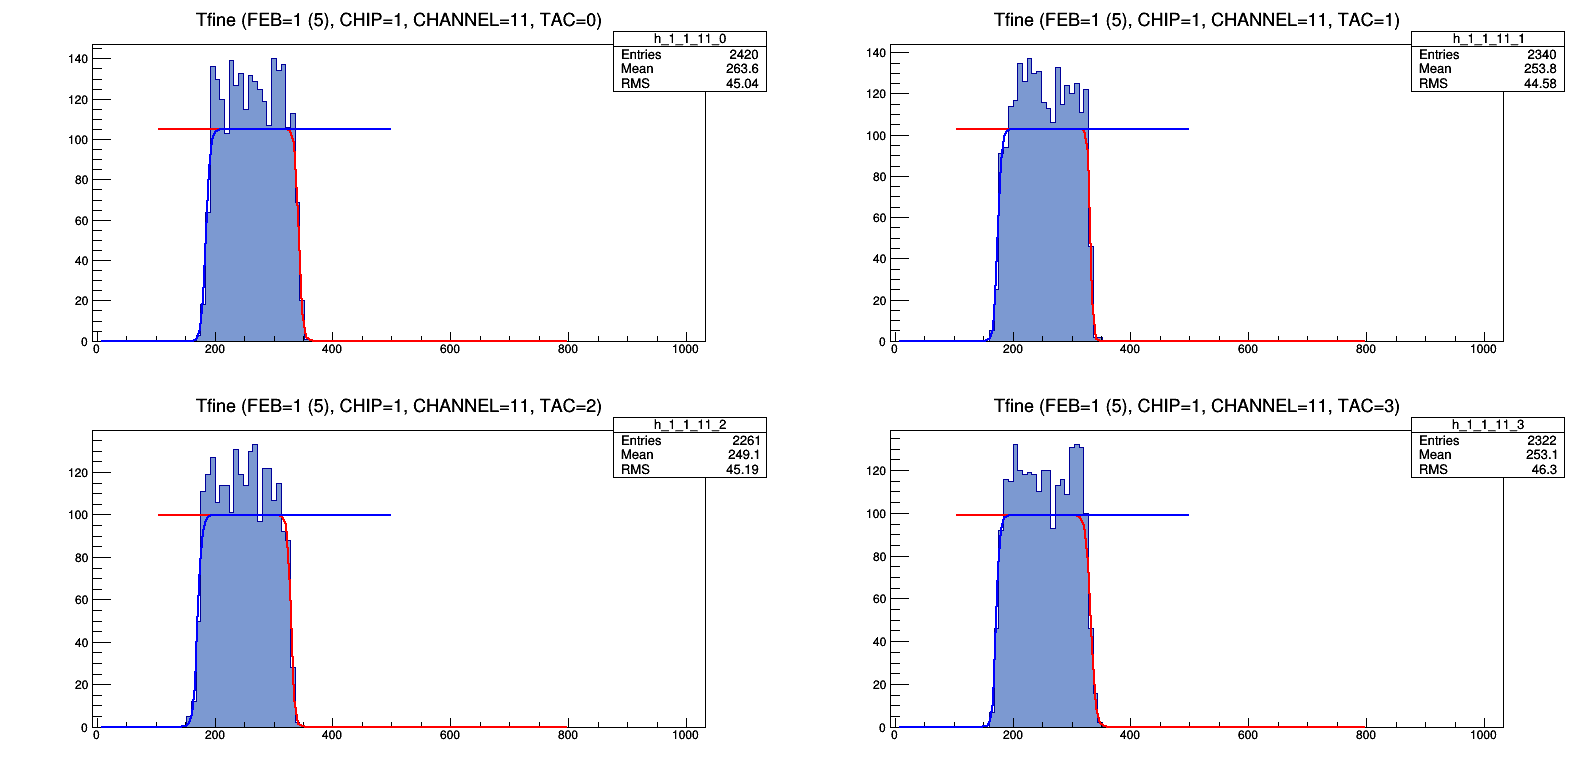 Tfine (FEB=1 (5), CHIP=1, CHANNEL=11, TAC=0)
h_1_1_11_0
Entries 2420
Mean 263.6
RMS 45.04
140
120
100
80
60
40
20
0
0 200 400 600 800 1000
Tfine (FEB=1 (5), CHIP=1, CHANNEL=11, TAC=1)
h_1_1_11_1
Entries 2340
Mean 253.8
RMS 44.58
140
120
100
80
60
40
20
0
0 200 400 600 800 1000
Tfine (FEB=1 (5), CHIP=1, CHANNEL=11, TAC=2)
h_1_1_11_2
Entries 2261
Mean 249.1
RMS 45.19
120
100
80
60
40
20
0
0 200 400 600 800 1000
Tfine (FEB=1 (5), CHIP=1, CHANNEL=11, TAC=3)
h_1_1_11_3
Entries 2322
Mean 253.1
RMS 46.3
120
100
80
60
40
20
0
0 200 400 600 800 1000